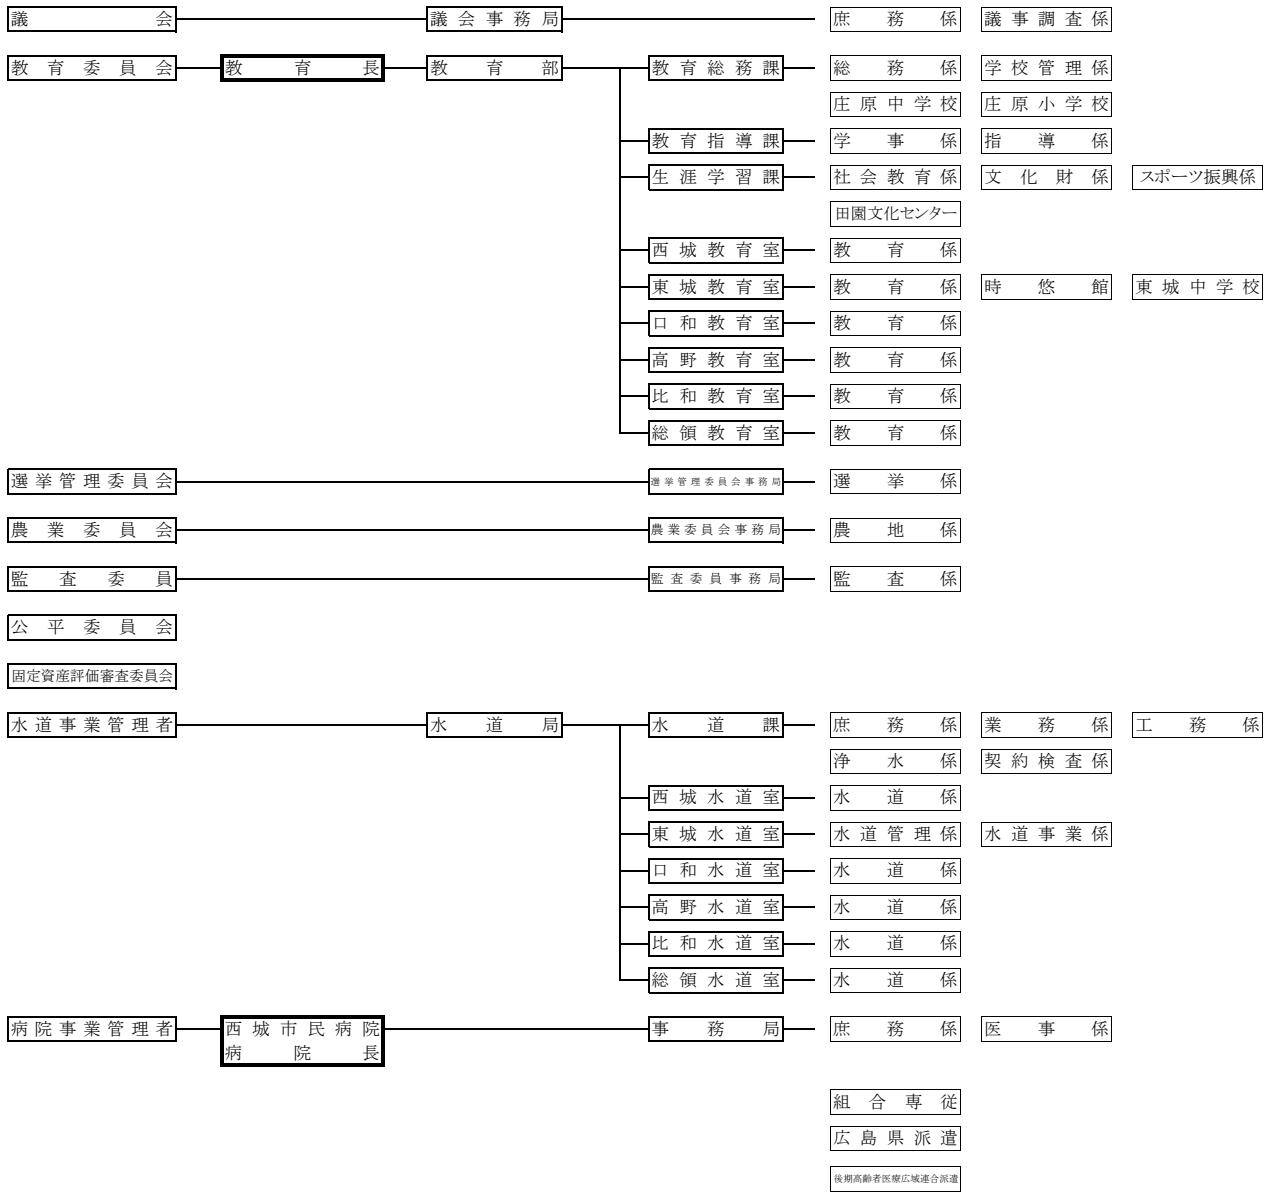 議会 議会事務局 庶務係 議事調査係
教育委員会 教育長 教育部 教育総務課 総務係 学校管理係
庄原中学校 庄原小学校
教育指導課 学事係 指導係
生涯学習課 社会教育係 文化財係 スポーツ振興係
田園文化センター
西城教育室 教育係
東城教育室 教育係 時悠館 東城中学校
口和教育室 教育係
高野教育室 教育係
比和教育室 教育係
総領教育室 教育係
選挙管理委員会 選挙管理委員会事務局 選挙係
農業委員会 農業委員会事務局 農地係
監査委員 監査委員事務局 監査係
公平委員会
固定資産評価審査委員会
水道事業管理者 水道局 水道課 庶務係 業務係 工務係
浄水係 契約検査係
西城水道室 水道係
東城水道室 水道管理係 水道事業係
口和水道室 水道係
高野水道室 水道係
比和水道室 水道係
総領水道室 水道係
病院事業管理者 西城市民病院 事務局 庶務係 医事係
病院長
組合専従
広島県派遣
後期高齢者医療広域連合派遣